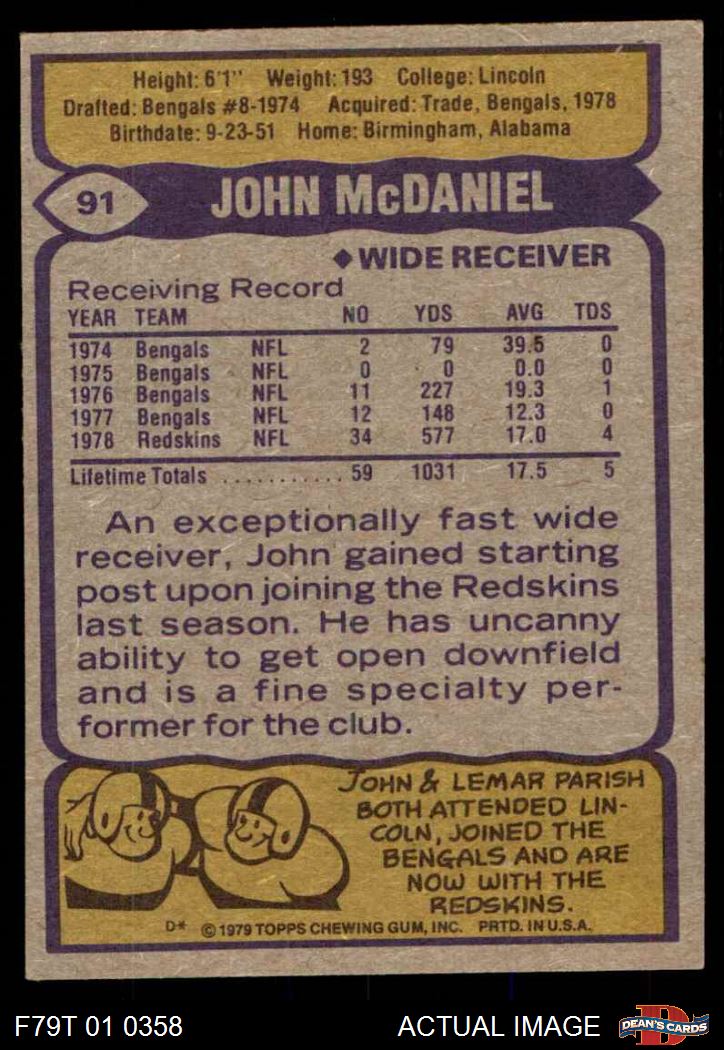 Height: 6'1" Weight: 193 College: Lincoln
Drafted: Bengals #8-1974 Acquired: Trade, Bengals, 1978
Birthdate: 9-23-51 Home: Birmingham, Alabama
91 JOHN McDANIEL
◆WIDE RECEIVER
Receiving Record
YEAR TEAM NO YDS AVG TDS
1974 Bengals NFL 2 79 39.5 0
1975 Bengals NFL 0 0 0.0 0
1976 Bengals NFL 11 227 19.3 1
1977 Bengals NFL 12 148 12.3 0
1978 Redskins NFL 34 577 17.0 4
Lifetime Totals ........... 59 1031 17.5 5
An exceptionally fast wide
receiver, John gained starting
post upon joining the Redskins
last season. He has uncanny
ability to get open downfield
and is a fine specialty per-
former for the club.
JOHN & LEMAR PARISH
BOTH ATTENDED LIN-
COLN, JOINED THE
BENGALS AND ARE
NOW WITH THE
REDSKINS.
D* © 1979 TOPPS CHEWING GUM, INC. PRTD. IN U.S.A.
F79T 01 0358 ACTUAL IMAGE D DEAN'S CARDS